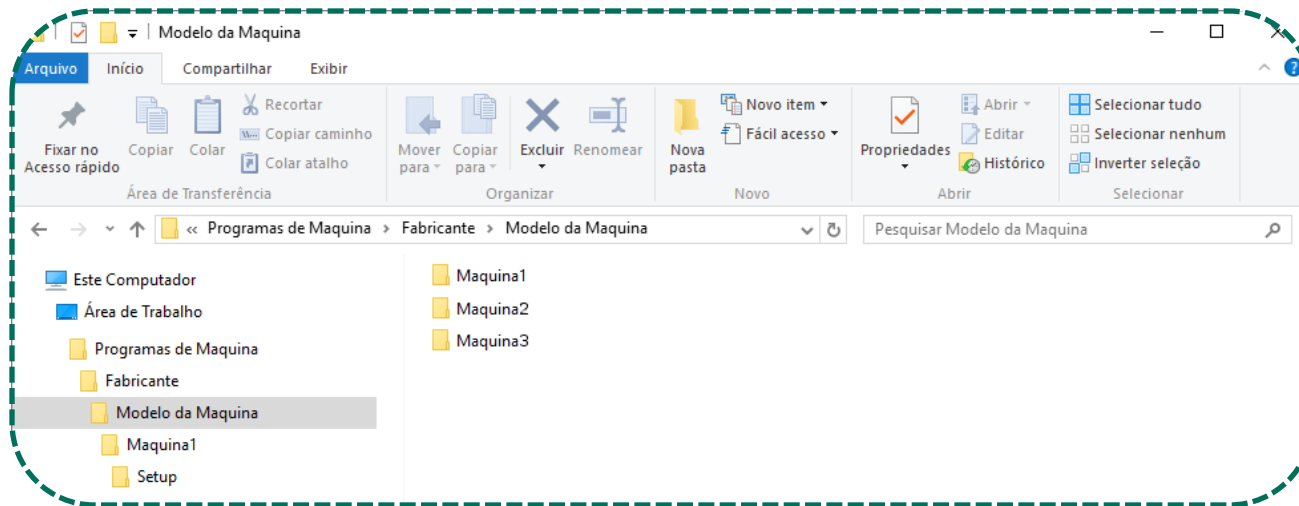 Modelo da Maquina
Arquivo Início Compartilhar Exibir
Fixar no Acesso rápido
Copiar
Colar
Recortar
Copiar caminho
Colar atalho
Área de Transferência
Mover para
Copiar para
Excluir
Renomear
Organizar
Nova pasta
Novo item
Fácil acesso
Novo
Propriedades
Abrir
Editar
Histórico
Abrir
Selecionar tudo
Selecionar nenhum
Inverter seleção
Selecionar
« Programas de Maquina > Fabricante > Modelo da Maquina
Pesquisar Modelo da Maquina
Este Computador
Área de Trabalho
Programas de Maquina
Fabricante
Modelo da Maquina
Maquina1
Setup
Maquina1
Maquina2
Maquina3